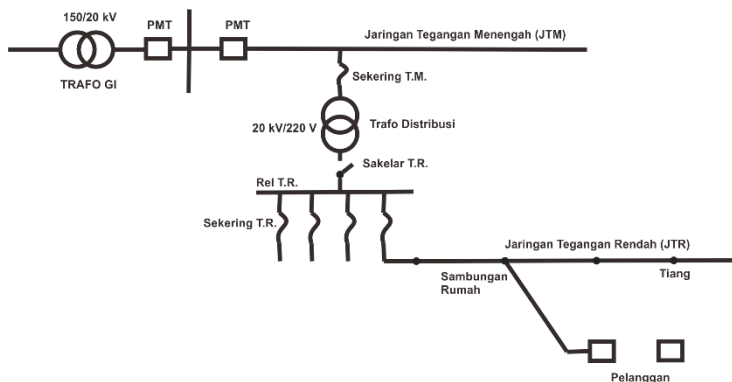 150/20 kV
PMT
PMT
Jaringan Tegangan Menengah (JTM)
TRAFO GI
Sekering T.M.
20 kV/220 V
Trafo Distribusi
Sakelar T.R.
Rel T.R.
Sekering T.R.
Jaringan Tegangan Rendah (JTR)
Sambungan
Rumah
Tiang
Pelanggan